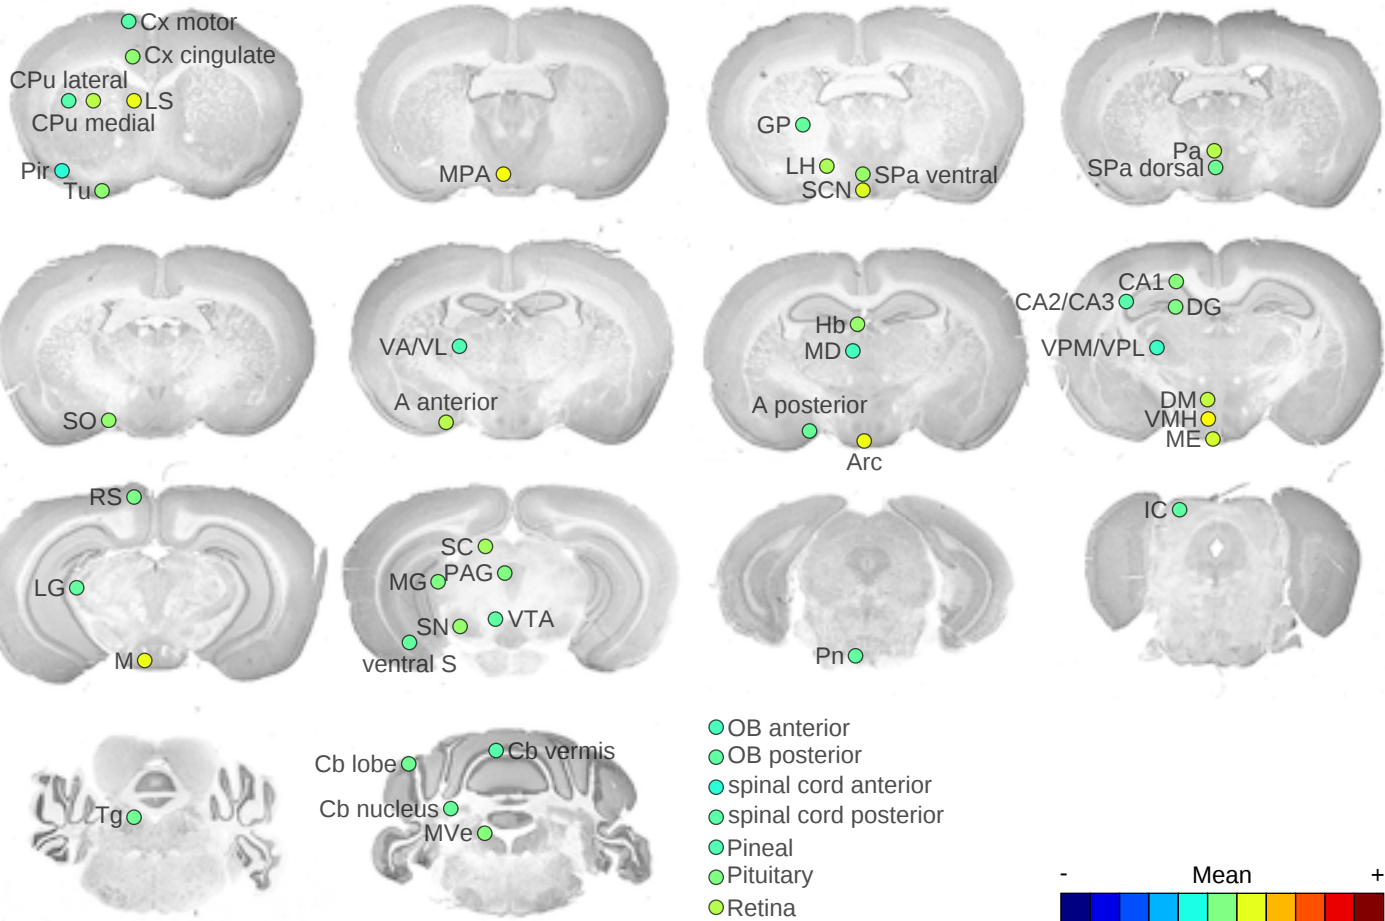 Cx motor
Cx cingulate
CPu lateral
LS
CPu medial
Pir
Tu
MPA
GP
LH
SPa ventral
SCN
Pa
SPa dorsal
SO
VA/VL
A anterior
Hb
MD
A posterior
Arc
CA1
CA2/CA3
DG
VPM/VPL
DM
VMH
ME
RS
LG
M
SC
PAG
MG
VTA
SN
ventral S
Pn
IC
Tg
Cb vermis
Cb lobe
Cb nucleus
MVe
OB anterior
OB posterior
spinal cord anterior
spinal cord posterior
Pineal
Pituitary
Retina
- Mean +